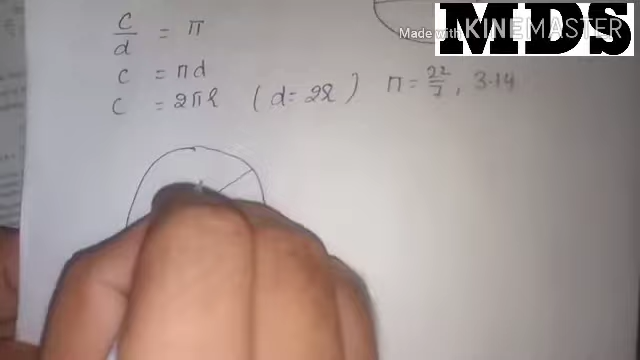 MDS
Made with KINEMASTER
C/d = π
C = πd
C = 2πr (d = 2r) π = 22/7, 3.14